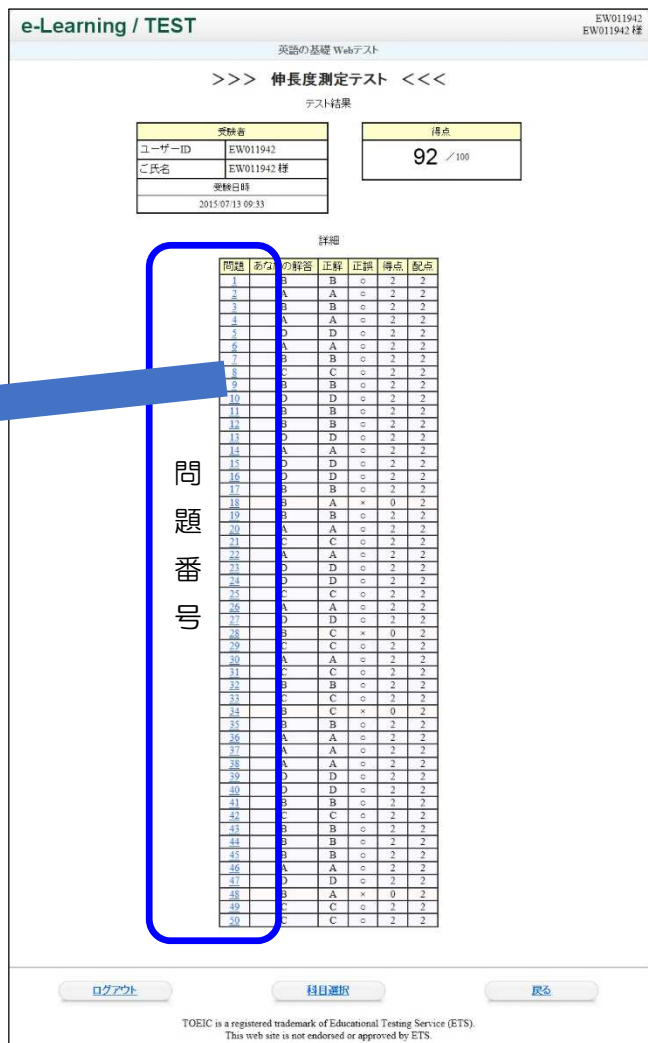 e-Learning / TEST
EW011942
EW011942 様
英語の基礎 Webテスト
>>> 伸長度測定テスト <<<
テスト結果
受験者
ユーザーID EW011942
ご氏名 EW011942 様
受験日時
2015/07/13 09:33
得点
92 /100
詳細
問題 あなたの解答 正解 正誤 得点 配点
1 B B ○ 2 2
2 A A ○ 2 2
3 B B ○ 2 2
4 A A ○ 2 2
5 D D ○ 2 2
6 A A ○ 2 2
7 B B ○ 2 2
8 C C ○ 2 2
9 B B ○ 2 2
10 D D ○ 2 2
11 B B ○ 2 2
12 B B ○ 2 2
13 D D ○ 2 2
14 A A ○ 2 2
15 D D ○ 2 2
16 D D ○ 2 2
17 B B ○ 2 2
18 B A × 0 2
19 B B ○ 2 2
20 A A ○ 2 2
21 C C ○ 2 2
22 A A ○ 2 2
23 D D ○ 2 2
24 D D ○ 2 2
25 C C ○ 2 2
26 A A ○ 2 2
27 D D ○ 2 2
28 B C × 0 2
29 C C ○ 2 2
30 A A ○ 2 2
31 C C ○ 2 2
32 B B ○ 2 2
33 C C ○ 2 2
34 B C × 0 2
35 B B ○ 2 2
36 A A ○ 2 2
37 A A ○ 2 2
38 A A ○ 2 2
39 D D ○ 2 2
40 D D ○ 2 2
41 B B ○ 2 2
42 C C ○ 2 2
43 B B ○ 2 2
44 B B ○ 2 2
45 B B ○ 2 2
46 A A ○ 2 2
47 D D ○ 2 2
48 B A × 0 2
49 C C ○ 2 2
50 C C ○ 2 2
問題番号
ログアウト
科目選択
戻る
TOEIC is a registered trademark of Educational Testing Service (ETS).
This web site is not endorsed or approved by ETS.